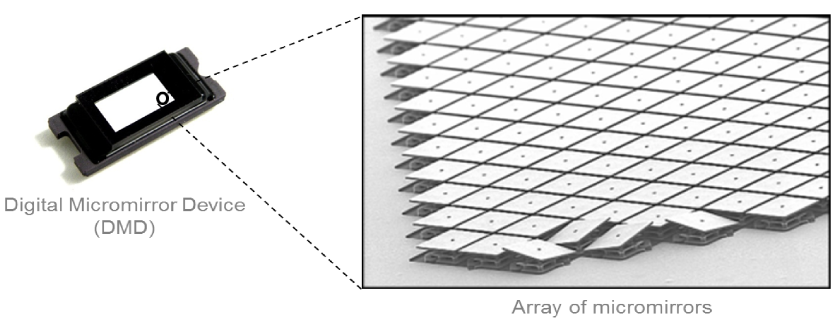 Digital Micromirror Device
(DMD)
Array of micromirrors